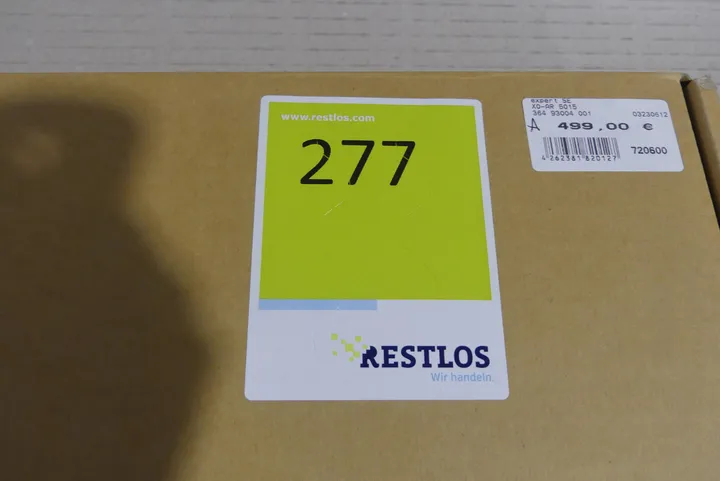 www.restlos.com
277
RESTLOS
Wir handeln.
expert SE
XO-AR 5015
364 93004 001 03230612
A 499,00 €
4 262381 820127
720600